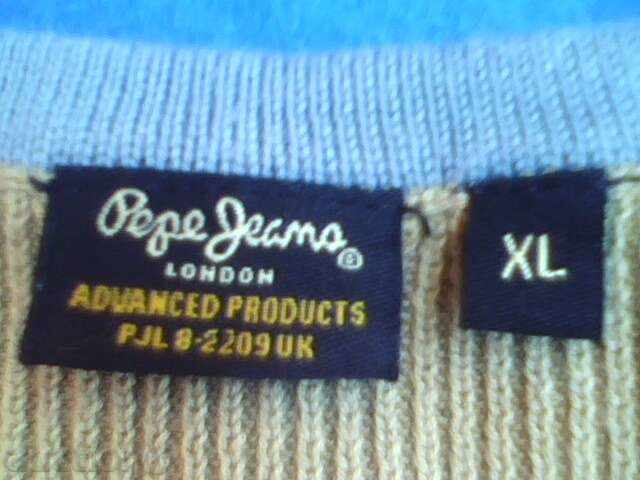 Pepe Jeans ®
LONDON
ADVANCED PRODUCTS
PJL 8-2209 UK
XL